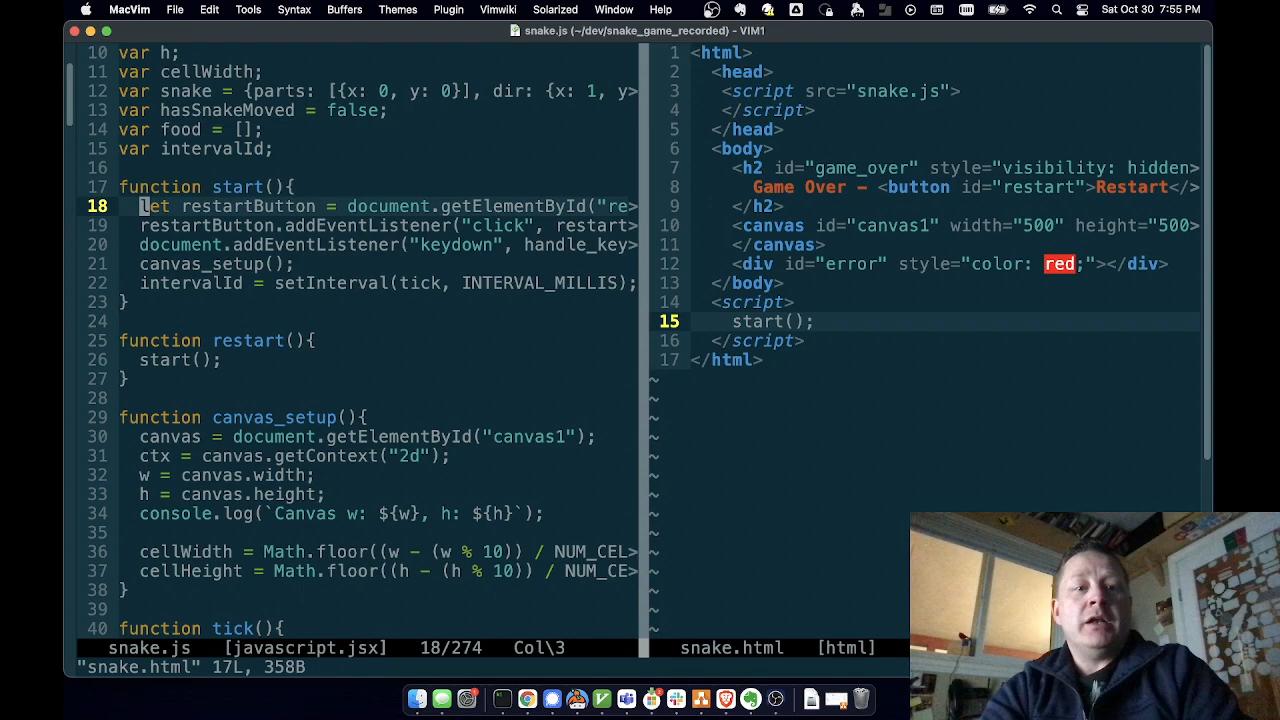 MacVim File Edit Tools Syntax Buffers Themes Plugin Vimwiki Solarized Window Help Sat Oct 30 7:55 PM
snake.js (~/dev/snake_game_recorded) - VIM1
10 var h;
11 var cellWidth;
12 var snake = {parts: [{x: 0, y: 0}], dir: {x: 1, y>
13 var hasSnakeMoved = false;
14 var food = [];
15 var intervalId;
16
17 function start(){
18 let restartButton = document.getElementById("re>
19 restartButton.addEventListener("click", restart>
20 document.addEventListener("keydown", handle_key>
21 canvas_setup();
22 intervalId = setInterval(tick, INTERVAL_MILLIS);
23 }
24
25 function restart(){
26 start();
27 }
28
29 function canvas_setup(){
30 canvas = document.getElementById("canvas1");
31 ctx = canvas.getContext("2d");
32 w = canvas.width;
33 h = canvas.height;
34 console.log(`Canvas w: ${w}, h: ${h}`);
35
36 cellWidth = Math.floor((w - (w % 10)) / NUM_CEL>
37 cellHeight = Math.floor((h - (h % 10)) / NUM_CE>
38 }
39
40 function tick(){
snake.js [javascript.jsx] 18/274 Col\3
1 <html>
2 <head>
3 <script src="snake.js">
4 </script>
5 </head>
6 <body>
7 <h2 id="game_over" style="visibility: hidden>
8 Game Over - <button id="restart">Restart</>
9 </h2>
10 <canvas id="canvas1" width="500" height="500>
11 </canvas>
12 <div id="error" style="color: red;"></div>
13 </body>
14 <script>
15 start();
16 </script>
17 </html>
~
~
~
~
~
~
~
~
~
~
~
~
~
~
snake.html [html]
"snake.html" 17L, 358B